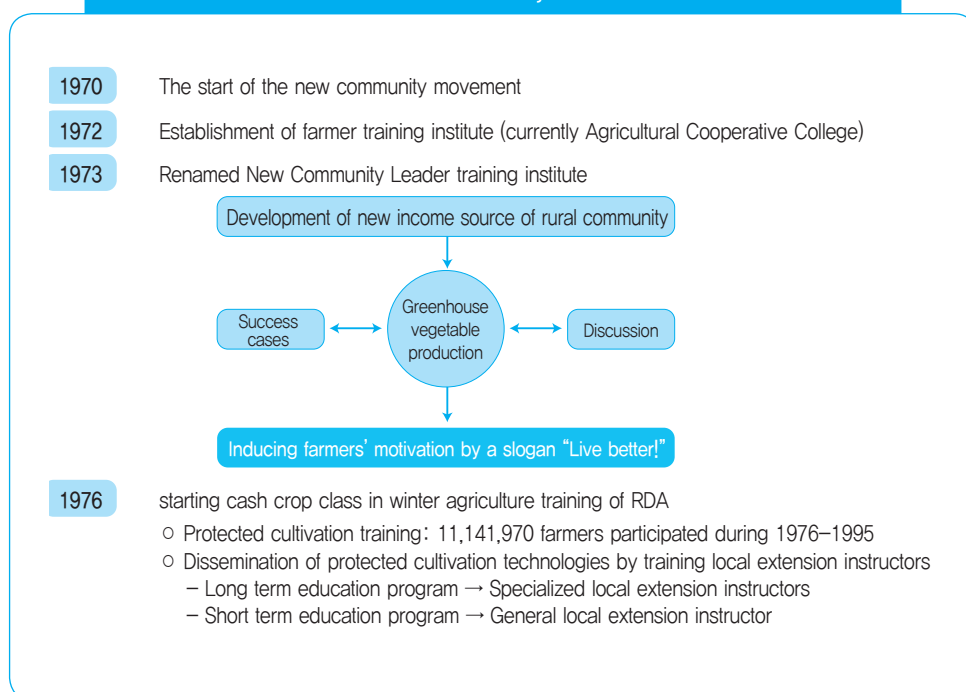 1970 The start of the new community movement
1972 Establishment of farmer training institute (currently Agricultural Cooperative College)
1973 Renamed New Community Leader training institute
Development of new income source of rural community
Greenhouse
vegetable
production
Success
cases
Discussion
Inducing farmers’ motivation by a slogan “Live better!”
1976 starting cash crop class in winter agriculture training of RDA
○ Protected cultivation training: 11,141,970 farmers participated during 1976–1995
○ Dissemination of protected cultivation technologies by training local extension instructors
– Long term education program → Specialized local extension instructors
– Short term education program → General local extension instructor